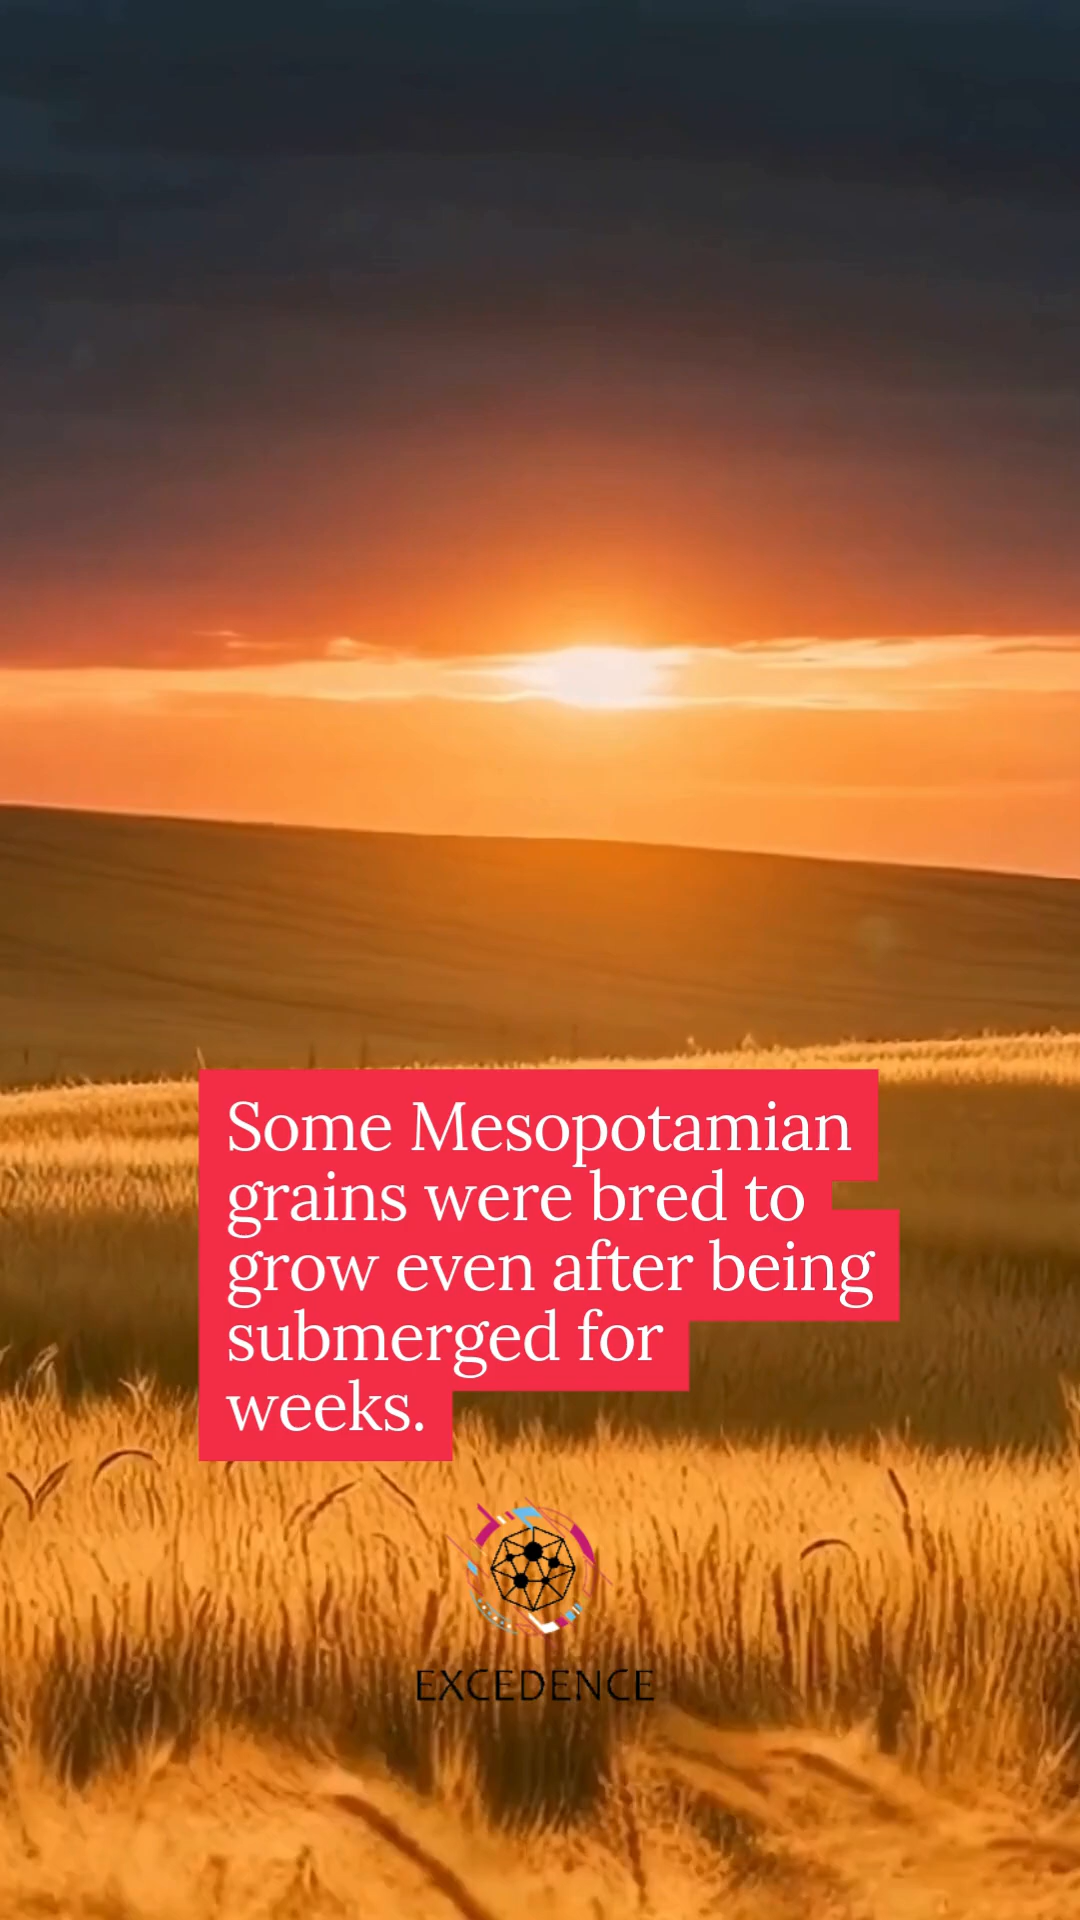 Some Mesopotamian
grains were bred to
grow even after being
submerged for
weeks.
EXCEDENCE